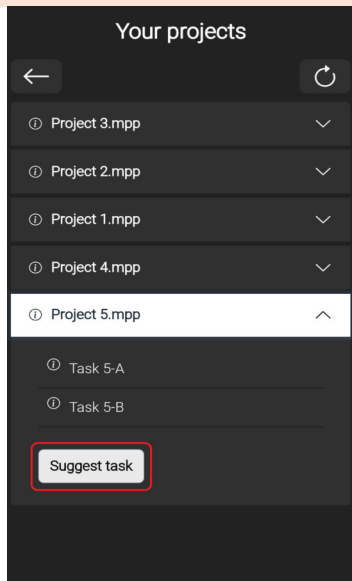 Your projects
Project 3.mpp
Project 2.mpp
Project 1.mpp
Project 4.mpp
Project 5.mpp
Task 5-A
Task 5-B
Suggest task